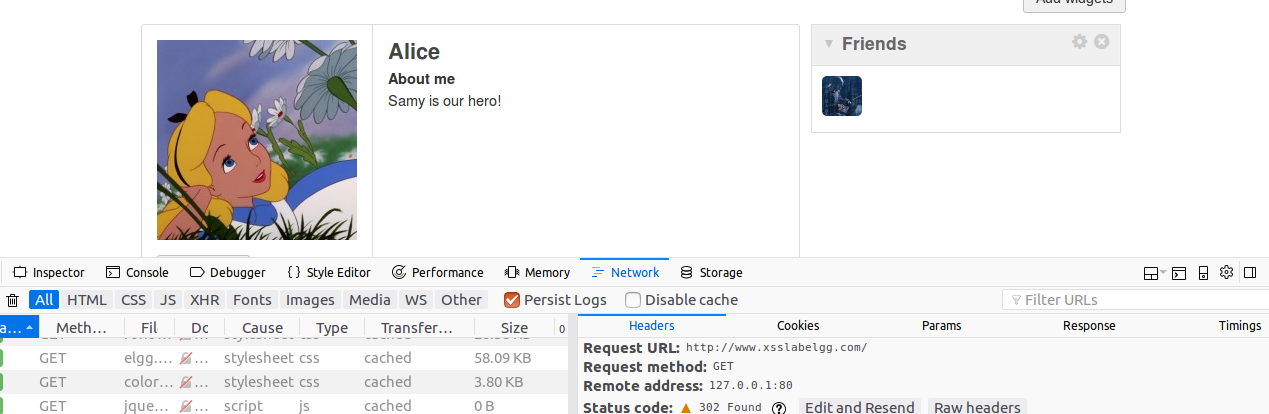 Add widgets
Alice
About me
Samy is our hero!
Friends
Inspector Console Debugger Style Editor Performance Memory Network Storage
All HTML CSS JS XHR Fonts Images Media WS Other Persist Logs Disable cache Filter URLs
Meth… Fil Dc Cause Type Transfer… Size 0 Headers Cookies Params Response Timings
GET elgg.… … stylesheet css cached 58.09 KB
GET color… … stylesheet css cached 3.80 KB
GET jque… … script js cached 0 B
Request URL: http://www.xsslabelgg.com/
Request method: GET
Remote address: 127.0.0.1:80
Status code: 302 Found Edit and Resend Raw headers